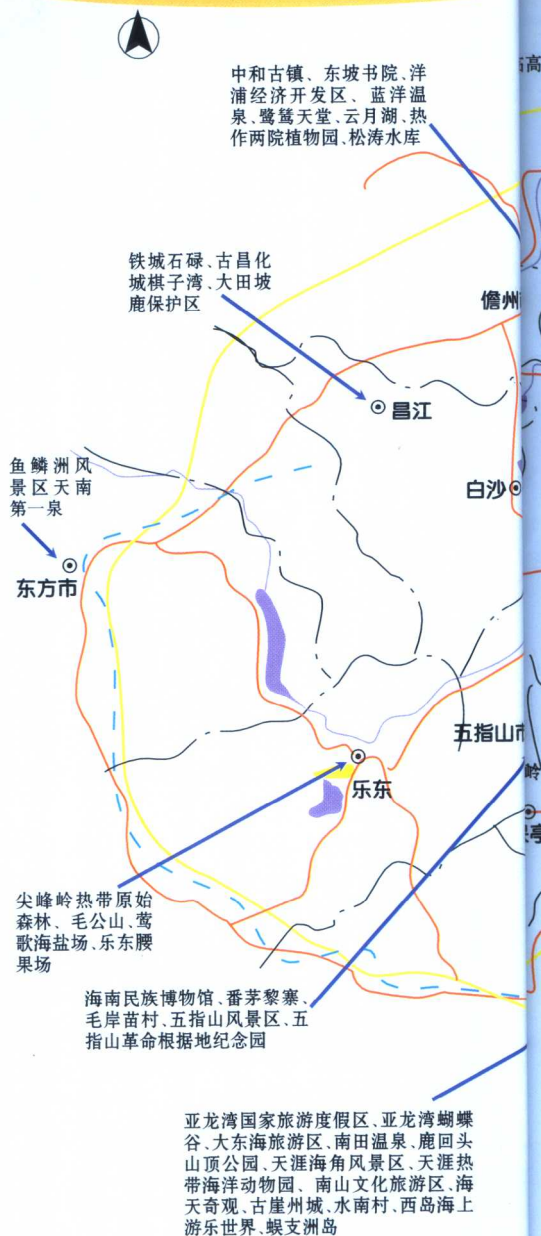 中和古镇、东坡书院、洋
浦经济开发区、蓝洋温
泉、鹭鸶天堂、云月湖、热
作两院植物园、松涛水库
铁城石碌、古昌化
城棋子湾、大田坡
鹿保护区
儋州
昌江
白沙
鱼鳞洲风
景区天南
第一泉
东方市
五指山市
乐东
尖峰岭热带原始
森林、毛公山、莺
歌海盐场、乐东腰
果场
海南民族博物馆、番茅黎寨、
毛岸苗村、五指山风景区、五
指山革命根据地纪念园
亚龙湾国家旅游度假区、亚龙湾蝴蝶
谷、大东海旅游区、南田温泉、鹿回头
山顶公园、天涯海角风景区、天涯热
带海洋动物园、南山文化旅游区、海
天奇观、古崖州城、水南村、西岛海上
游乐世界、蜈支洲岛